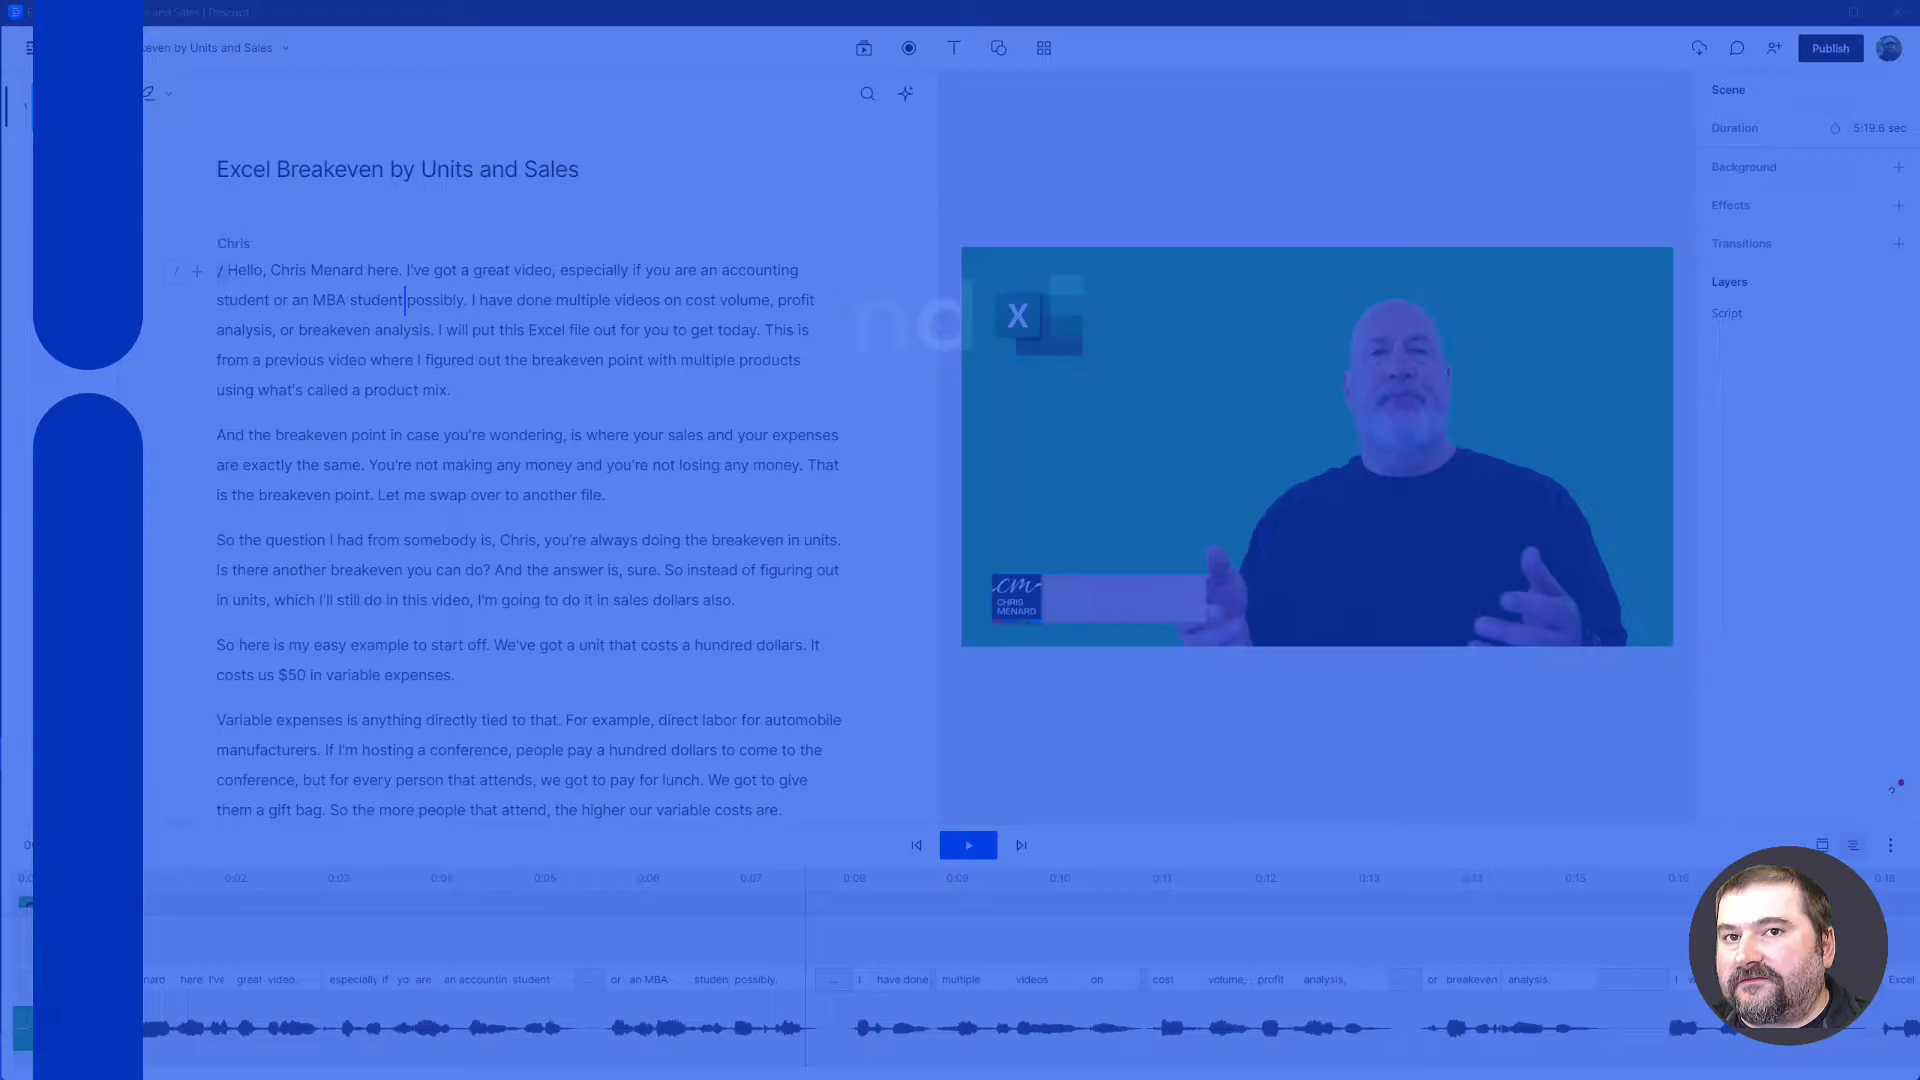 keven by Units and Sales
Publish
Scene
1
Duration
5:19.6 sec
Background
Effects
Transitions
Layers
Script
Excel Breakeven by Units and Sales
Chris
/ Hello, Chris Menard here. I've got a great video, especially if you are an accounting
student or an MBA student possibly. I have done multiple videos on cost volume, profit
analysis, or breakeven analysis. I will put this Excel file out for you to get today. This is
from a previous video where I figured out the breakeven point with multiple products
using what's called a product mix.
And the breakeven point in case you're wondering, is where your sales and your expenses
are exactly the same. You're not making any money and you're not losing any money. That
is the breakeven point. Let me swap over to another file.
So the question I had from somebody is, Chris, you're always doing the breakeven in units.
Is there another breakeven you can do? And the answer is, sure. So instead of figuring out
in units, which I'll still do in this video, I'm going to do it in sales dollars also.
So here is my easy example to start off. We've got a unit that costs a hundred dollars. It
costs us $50 in variable expenses.
Variable expenses is anything directly tied to that. For example, direct labor for automobile
manufacturers. If I'm hosting a conference, people pay a hundred dollars to come to the
conference, but for every person that attends, we got to pay for lunch. We got to give
them a gift bag. So the more people that attend, the higher our variable costs are.
nd
X
cm
CHRIS
MENARD
0:02 0:03 0:05 0:06 0:07 0:08 0:09 0:10 0:11 0:12 0:13 0:14 0:15 0:16 0:18
nard here I've great video, especially if yo are an accountin student ... or an MBA studen possibly. ... I have done multiple videos on cost volume, profit analysis, or breakeven analysis. I Excel